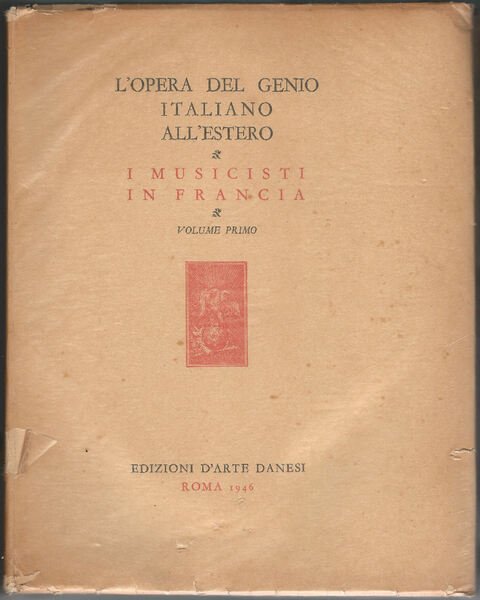 L'OPERA DEL GENIO
ITALIANO
ALL'ESTERO
I MUSICISTI
IN FRANCIA
VOLUME PRIMO
EDIZIONI D'ARTE DANESI
ROMA 1946